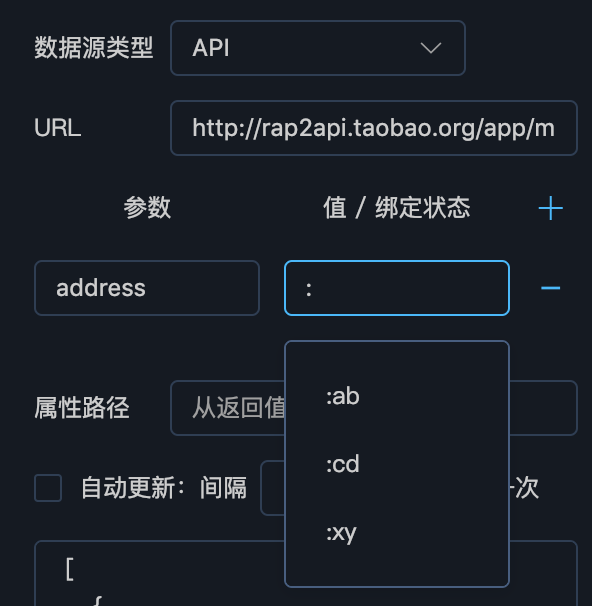 数据源类型 API
URL http://rap2api.taobao.org/app/m
参数 值 / 绑定状态 +
address : −
:ab
属性路径 从返回值
:cd
自动更新：间隔 次
:xy
[
{